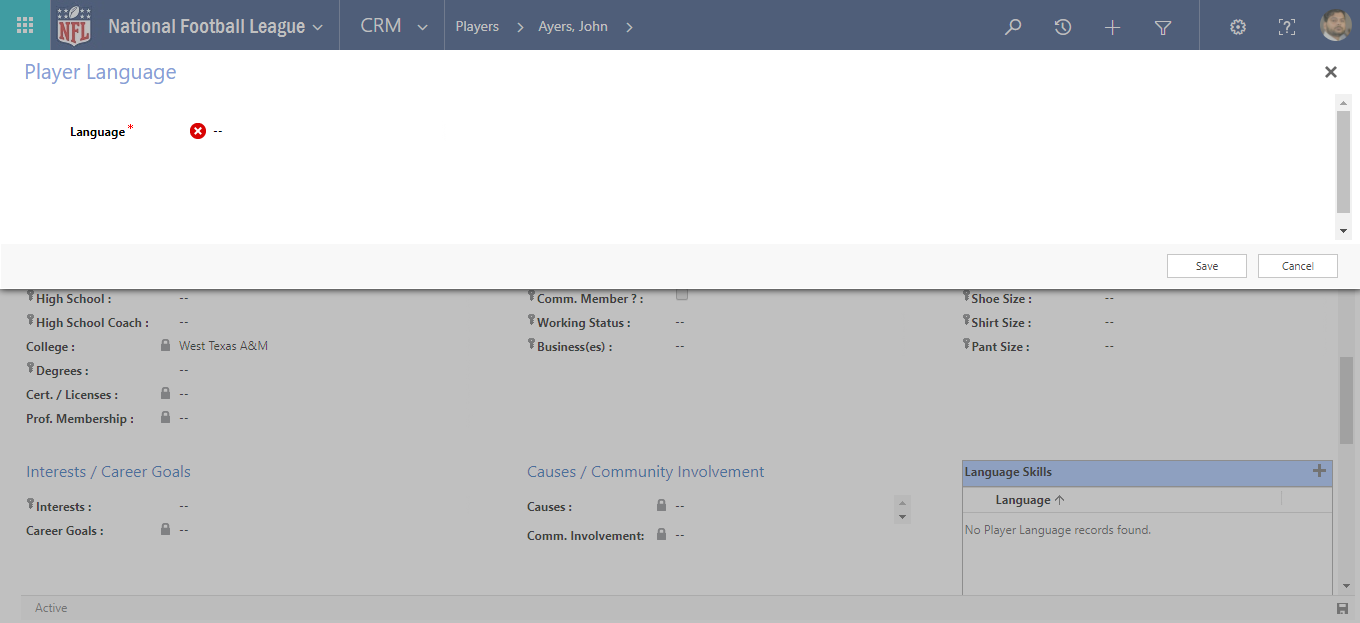 NFL National Football League CRM Players Ayers, John
Player Language
Language * --
Save Cancel
High School : -- Comm. Member ? : Shoe Size : --
High School Coach : -- Working Status : -- Shirt Size : --
College : West Texas A&M Business(es) : -- Pant Size : --
Degrees : --
Cert. / Licenses : --
Prof. Membership : --
Interests / Career Goals Causes / Community Involvement Language Skills
Language
Interests : -- Causes : --
Career Goals : -- Comm. Involvement: -- No Player Language records found.
Active